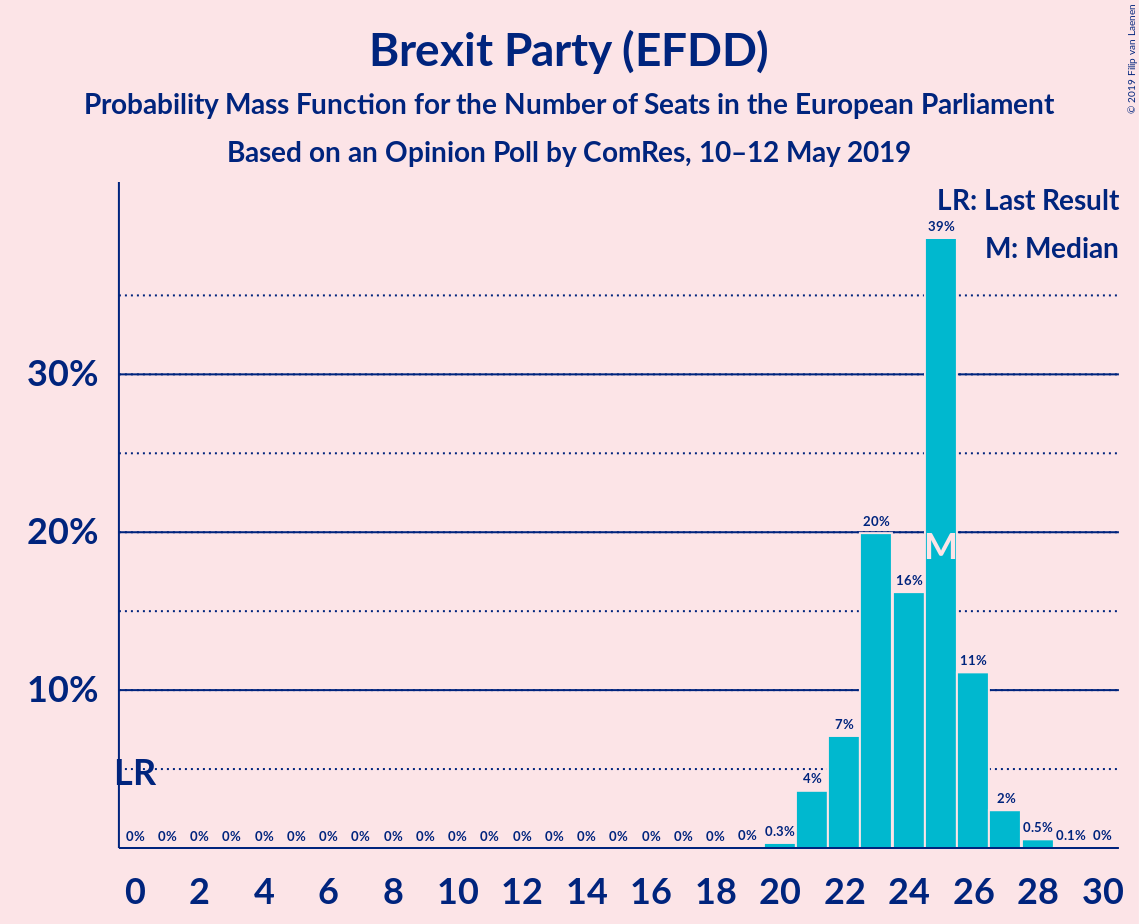 Brexit Party (EFDD)
Probability Mass Function for the Number of Seats in the European Parliament
Based on an Opinion Poll by ComRes, 10–12 May 2019
© 2019 Filip van Laenen
LR: Last Result
M: Median
30%
20%
10%
LR
M
0% 0% 0% 0% 0% 0% 0% 0% 0% 0% 0% 0% 0% 0% 0% 0% 0% 0% 0% 0% 0.3% 4% 7% 20% 16% 39% 11% 2% 0.5% 0.1% 0%
0 2 4 6 8 10 12 14 16 18 20 22 24 26 28 30